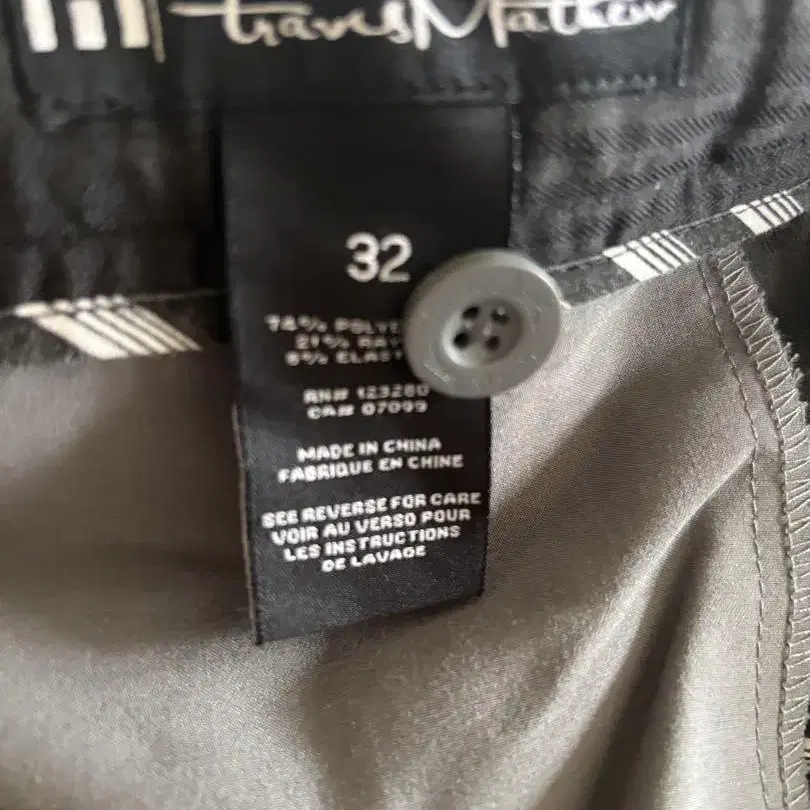 travisMathew
32
74% POLYE
21% RAY
5% ELAST
RN# 123280
CA# 07099
MADE IN CHINA
FABRIQUE EN CHINE
SEE REVERSE FOR CARE
VOIR AU VERSO POUR
LES INSTRUCTIONS
DE LAVAGE